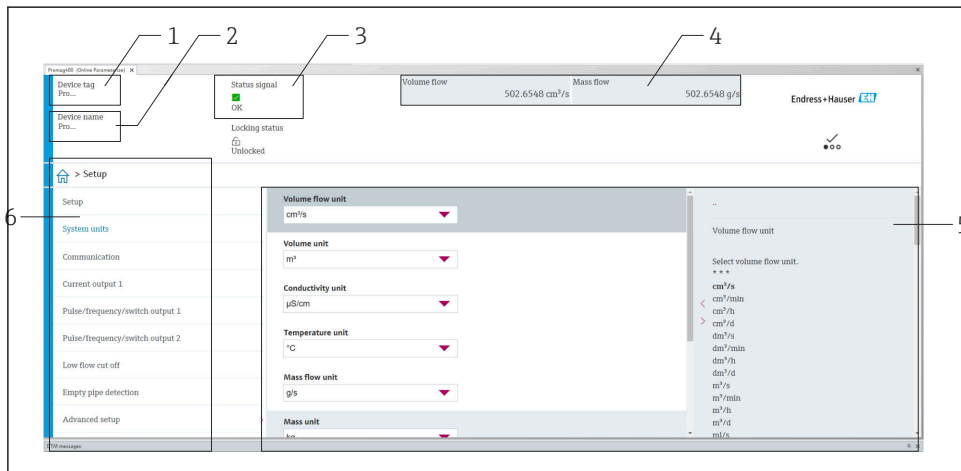 1
2
3
4
Promag400 (Online Parameterize) x
Device tag
Pro...
Status signal
OK
Volume flow
502.6548 cm³/s
Mass flow
502.6548 g/s
Endress+Hauser EH
Device name
Pro...
Locking status
Unlocked
> Setup
6
5
Setup
System units
Communication
Current output 1
Pulse/frequency/switch output 1
Pulse/frequency/switch output 2
Low flow cut off
Empty pipe detection
Advanced setup
Volume flow unit
cm³/s
Volume unit
m³
Conductivity unit
µS/cm
Temperature unit
°C
Mass flow unit
g/s
Mass unit
kg
..
Volume flow unit
Select volume flow unit.
* * *
cm³/s
cm³/min
cm³/h
cm³/d
dm³/s
dm³/min
dm³/h
dm³/d
m³/s
m³/min
m³/h
m³/d
ml/s
DTM messages